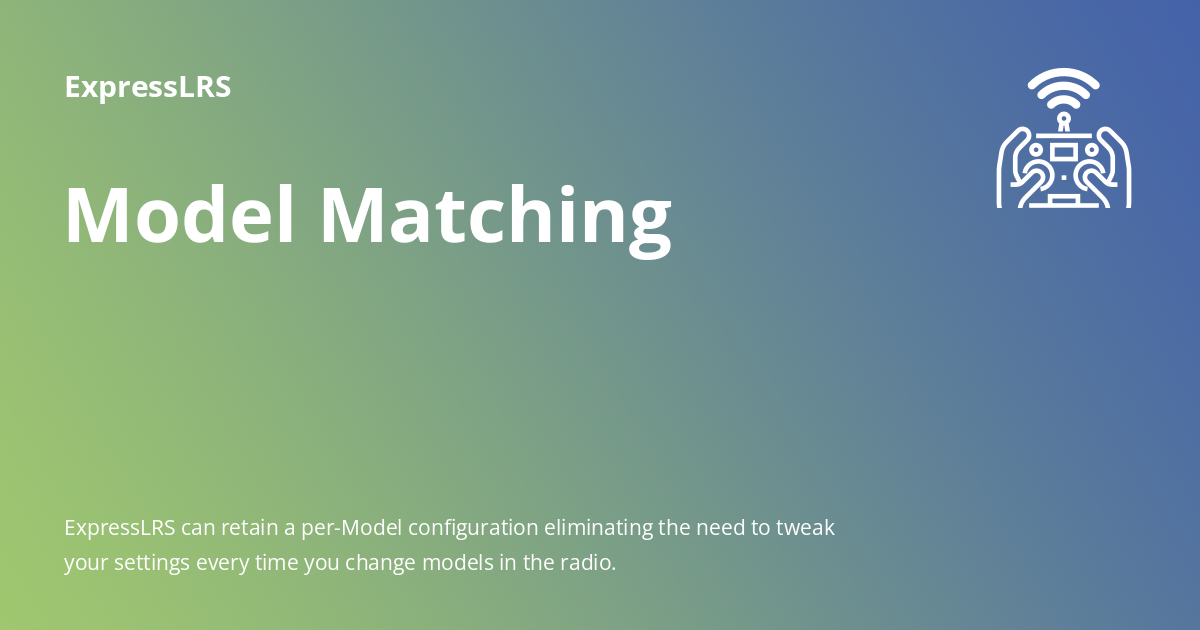 ExpressLRS
Model Matching
ExpressLRS can retain a per-Model configuration eliminating the need to tweak
your settings every time you change models in the radio.